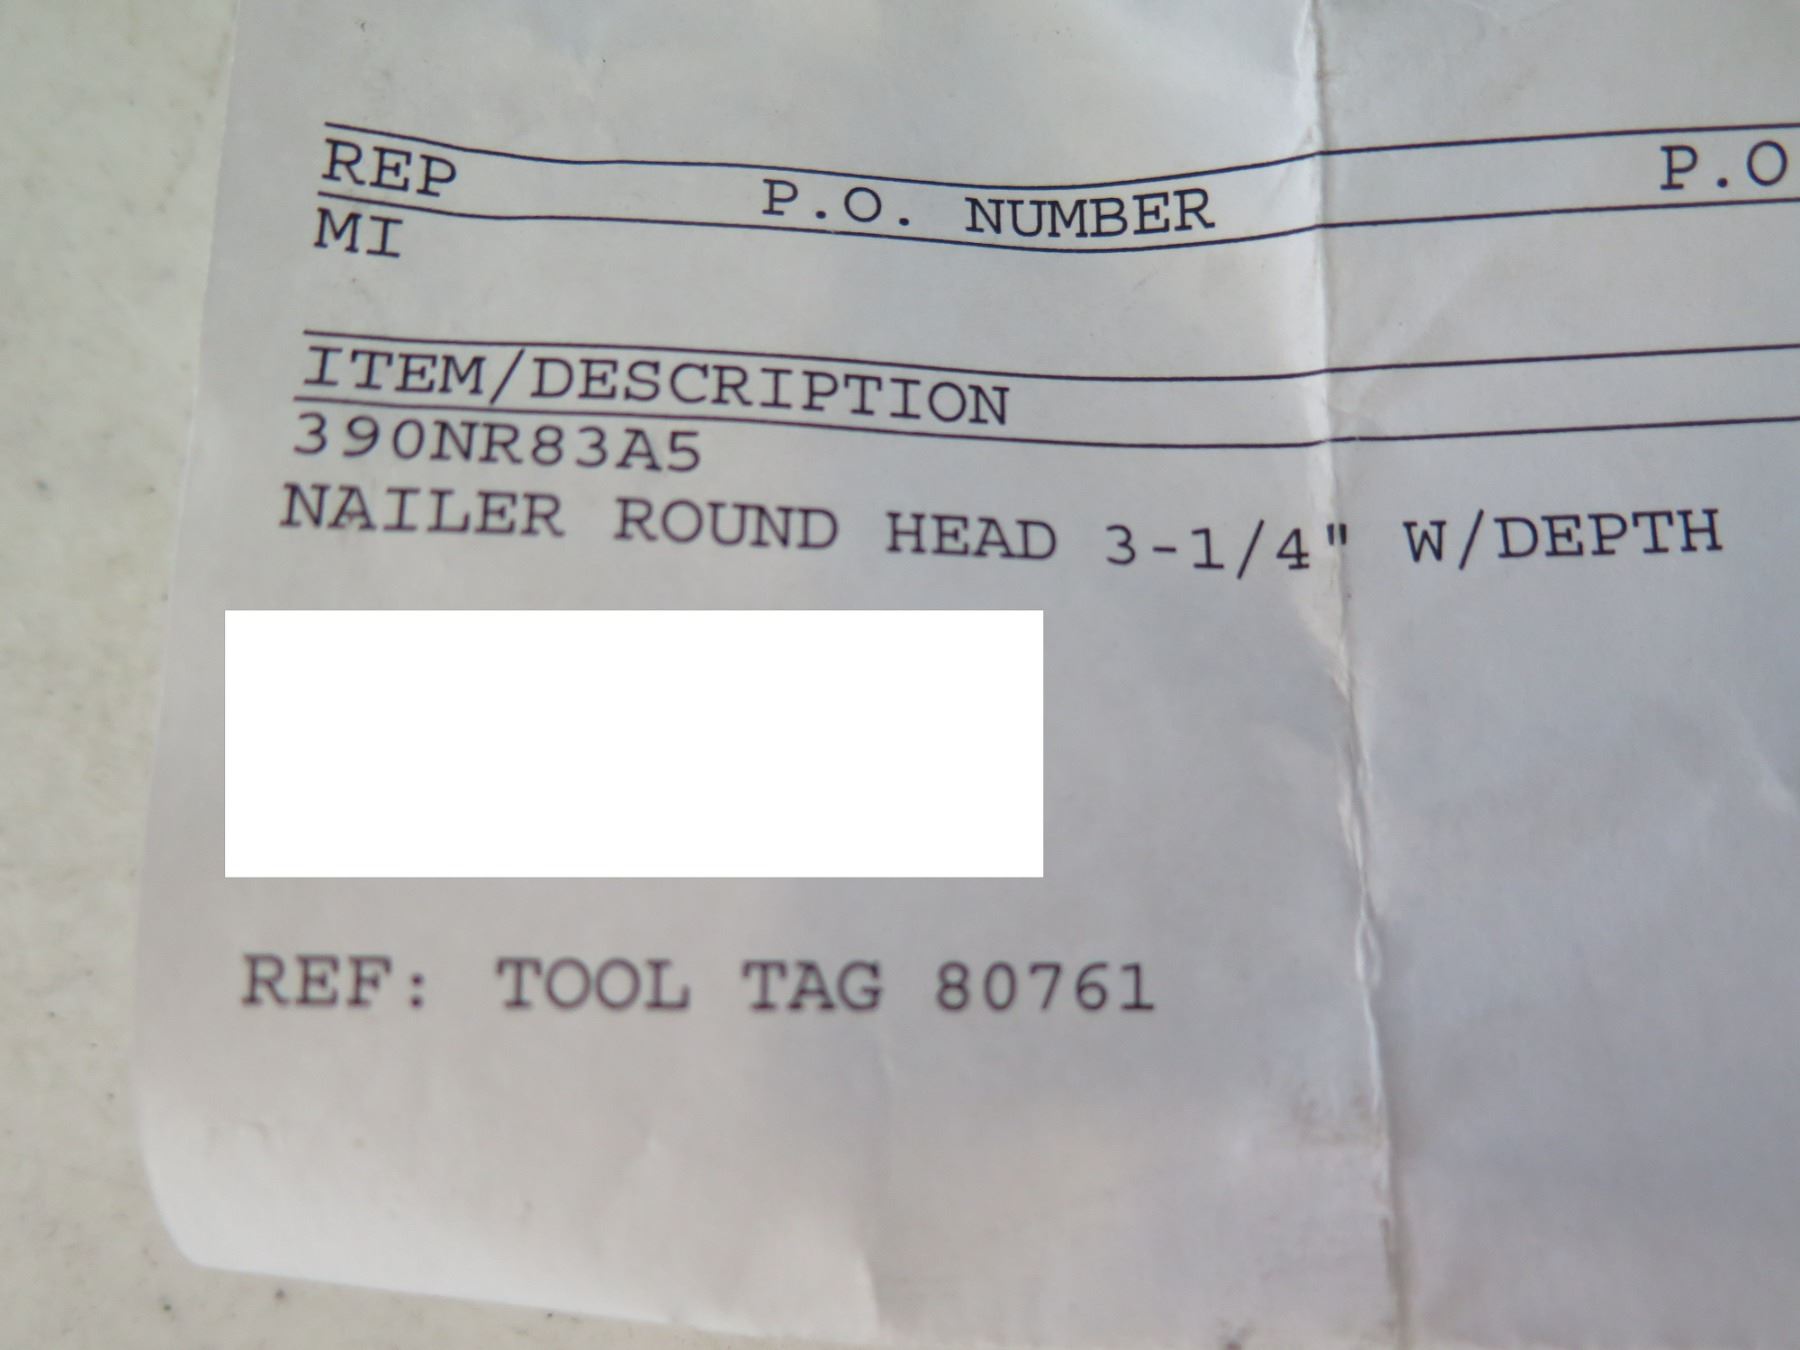 REP P.O. NUMBER P.O
MI
ITEM/DESCRIPTION
390NR83A5
NAILER ROUND HEAD 3-1/4" W/DEPTH
REF: TOOL TAG 80761